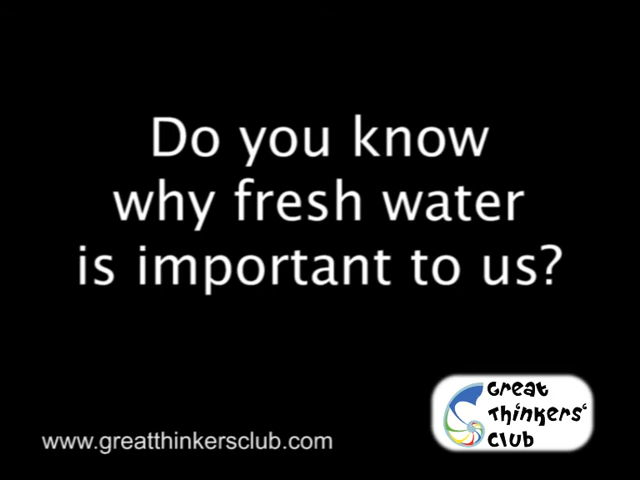 Do you know
why fresh water
is important to us?
Great
Thinkers'
Club
www.greatthinkersclub.com